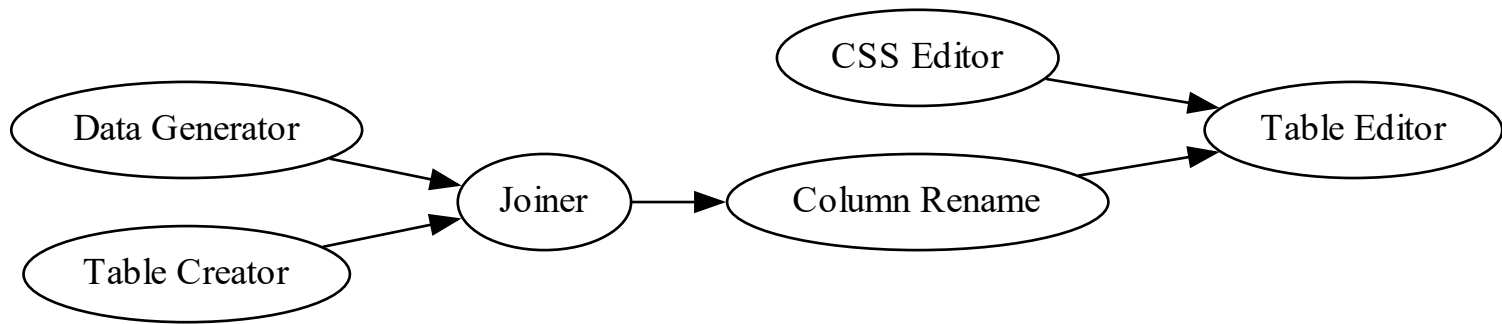 CSS Editor
Data Generator
Table Editor
Joiner
Column Rename
Table Creator